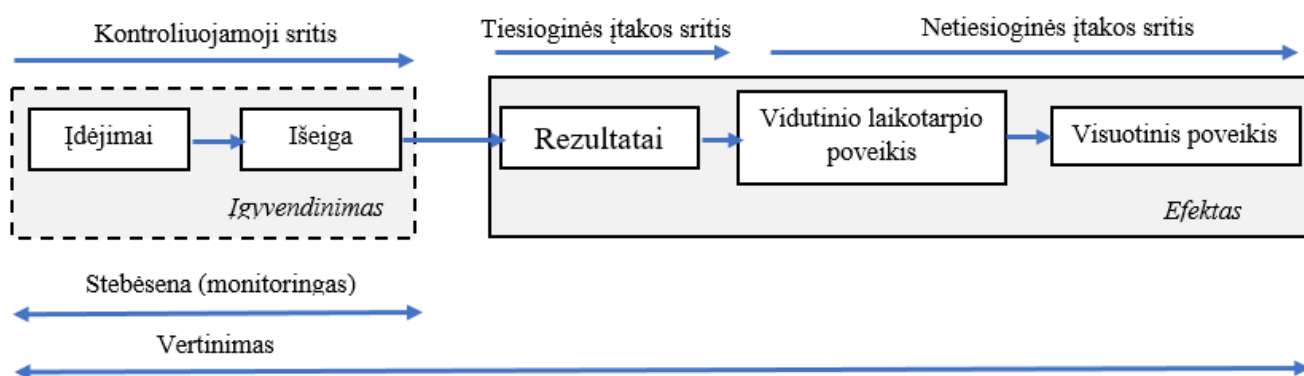 Kontroliuojamoji sritis
Tiesioginės įtakos sritis
Netiesioginės įtakos sritis
Įdėjimai
Išeiga
Rezultatai
Vidutinio laikotarpio
poveikis
Visuotinis poveikis
Įgyvendinimas
Efektas
Stebėsena (monitoringas)
Vertinimas